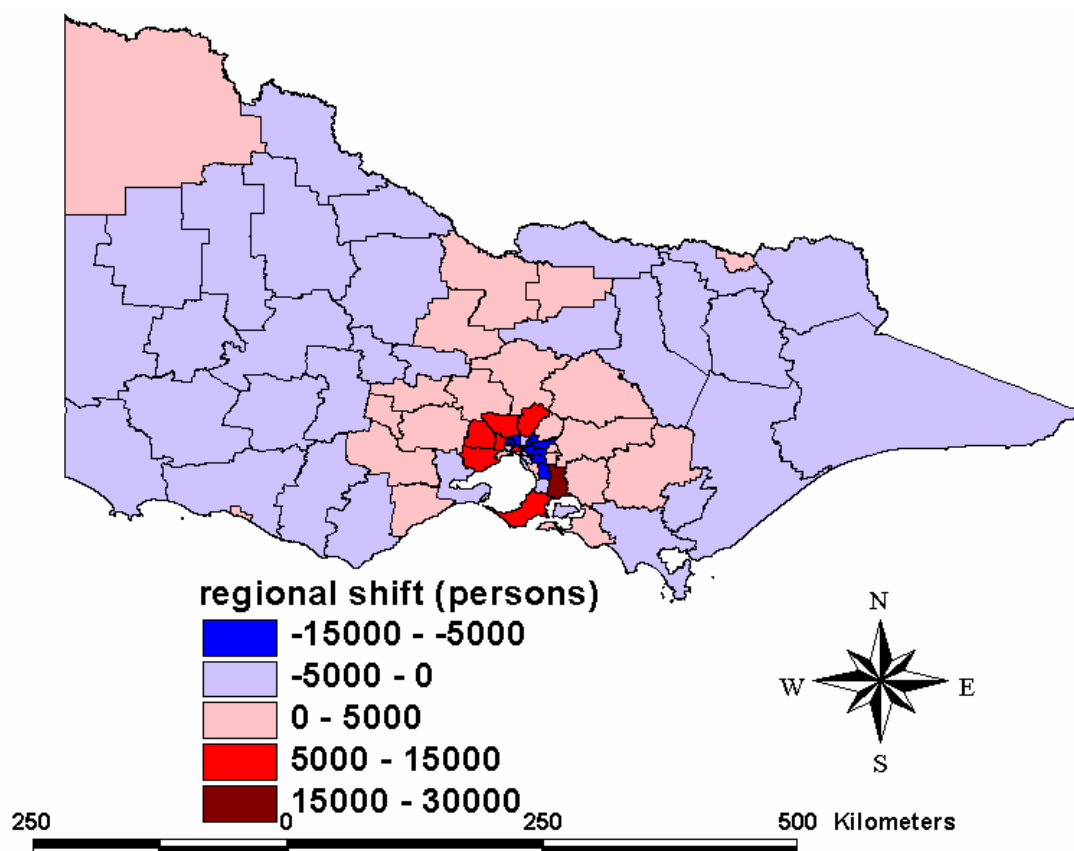 regional shift (persons)
-15000 - -5000
-5000 - 0
0 - 5000
5000 - 15000
15000 - 30000
N
W E
S
250 0 250 500 Kilometers